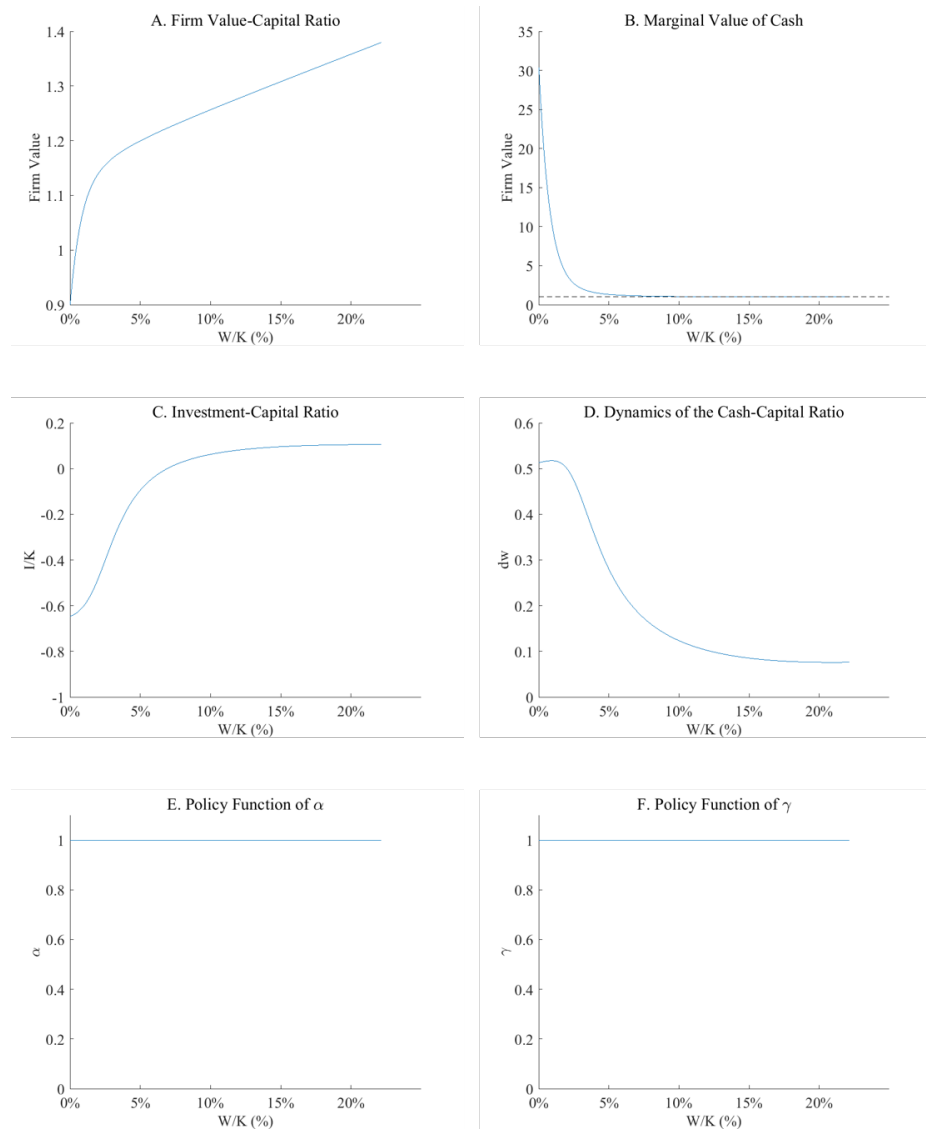 A. Firm Value-Capital Ratio
1.4
1.3
1.2
1.1
1
0.9
Firm Value
0% 5% 10% 15% 20%
W/K (%)
B. Marginal Value of Cash
35
30
25
20
15
10
5
0
Firm Value
0% 5% 10% 15% 20%
W/K (%)
C. Investment-Capital Ratio
0.2
0
-0.2
-0.4
-0.6
-0.8
-1
I/K
0% 5% 10% 15% 20%
W/K (%)
D. Dynamics of the Cash-Capital Ratio
0.6
0.5
0.4
0.3
0.2
0.1
0
dw
0% 5% 10% 15% 20%
W/K (%)
E. Policy Function of α
1
0.8
0.6
0.4
0.2
0
α
0% 5% 10% 15% 20%
W/K (%)
F. Policy Function of γ
1
0.8
0.6
0.4
0.2
0
γ
0% 5% 10% 15% 20%
W/K (%)